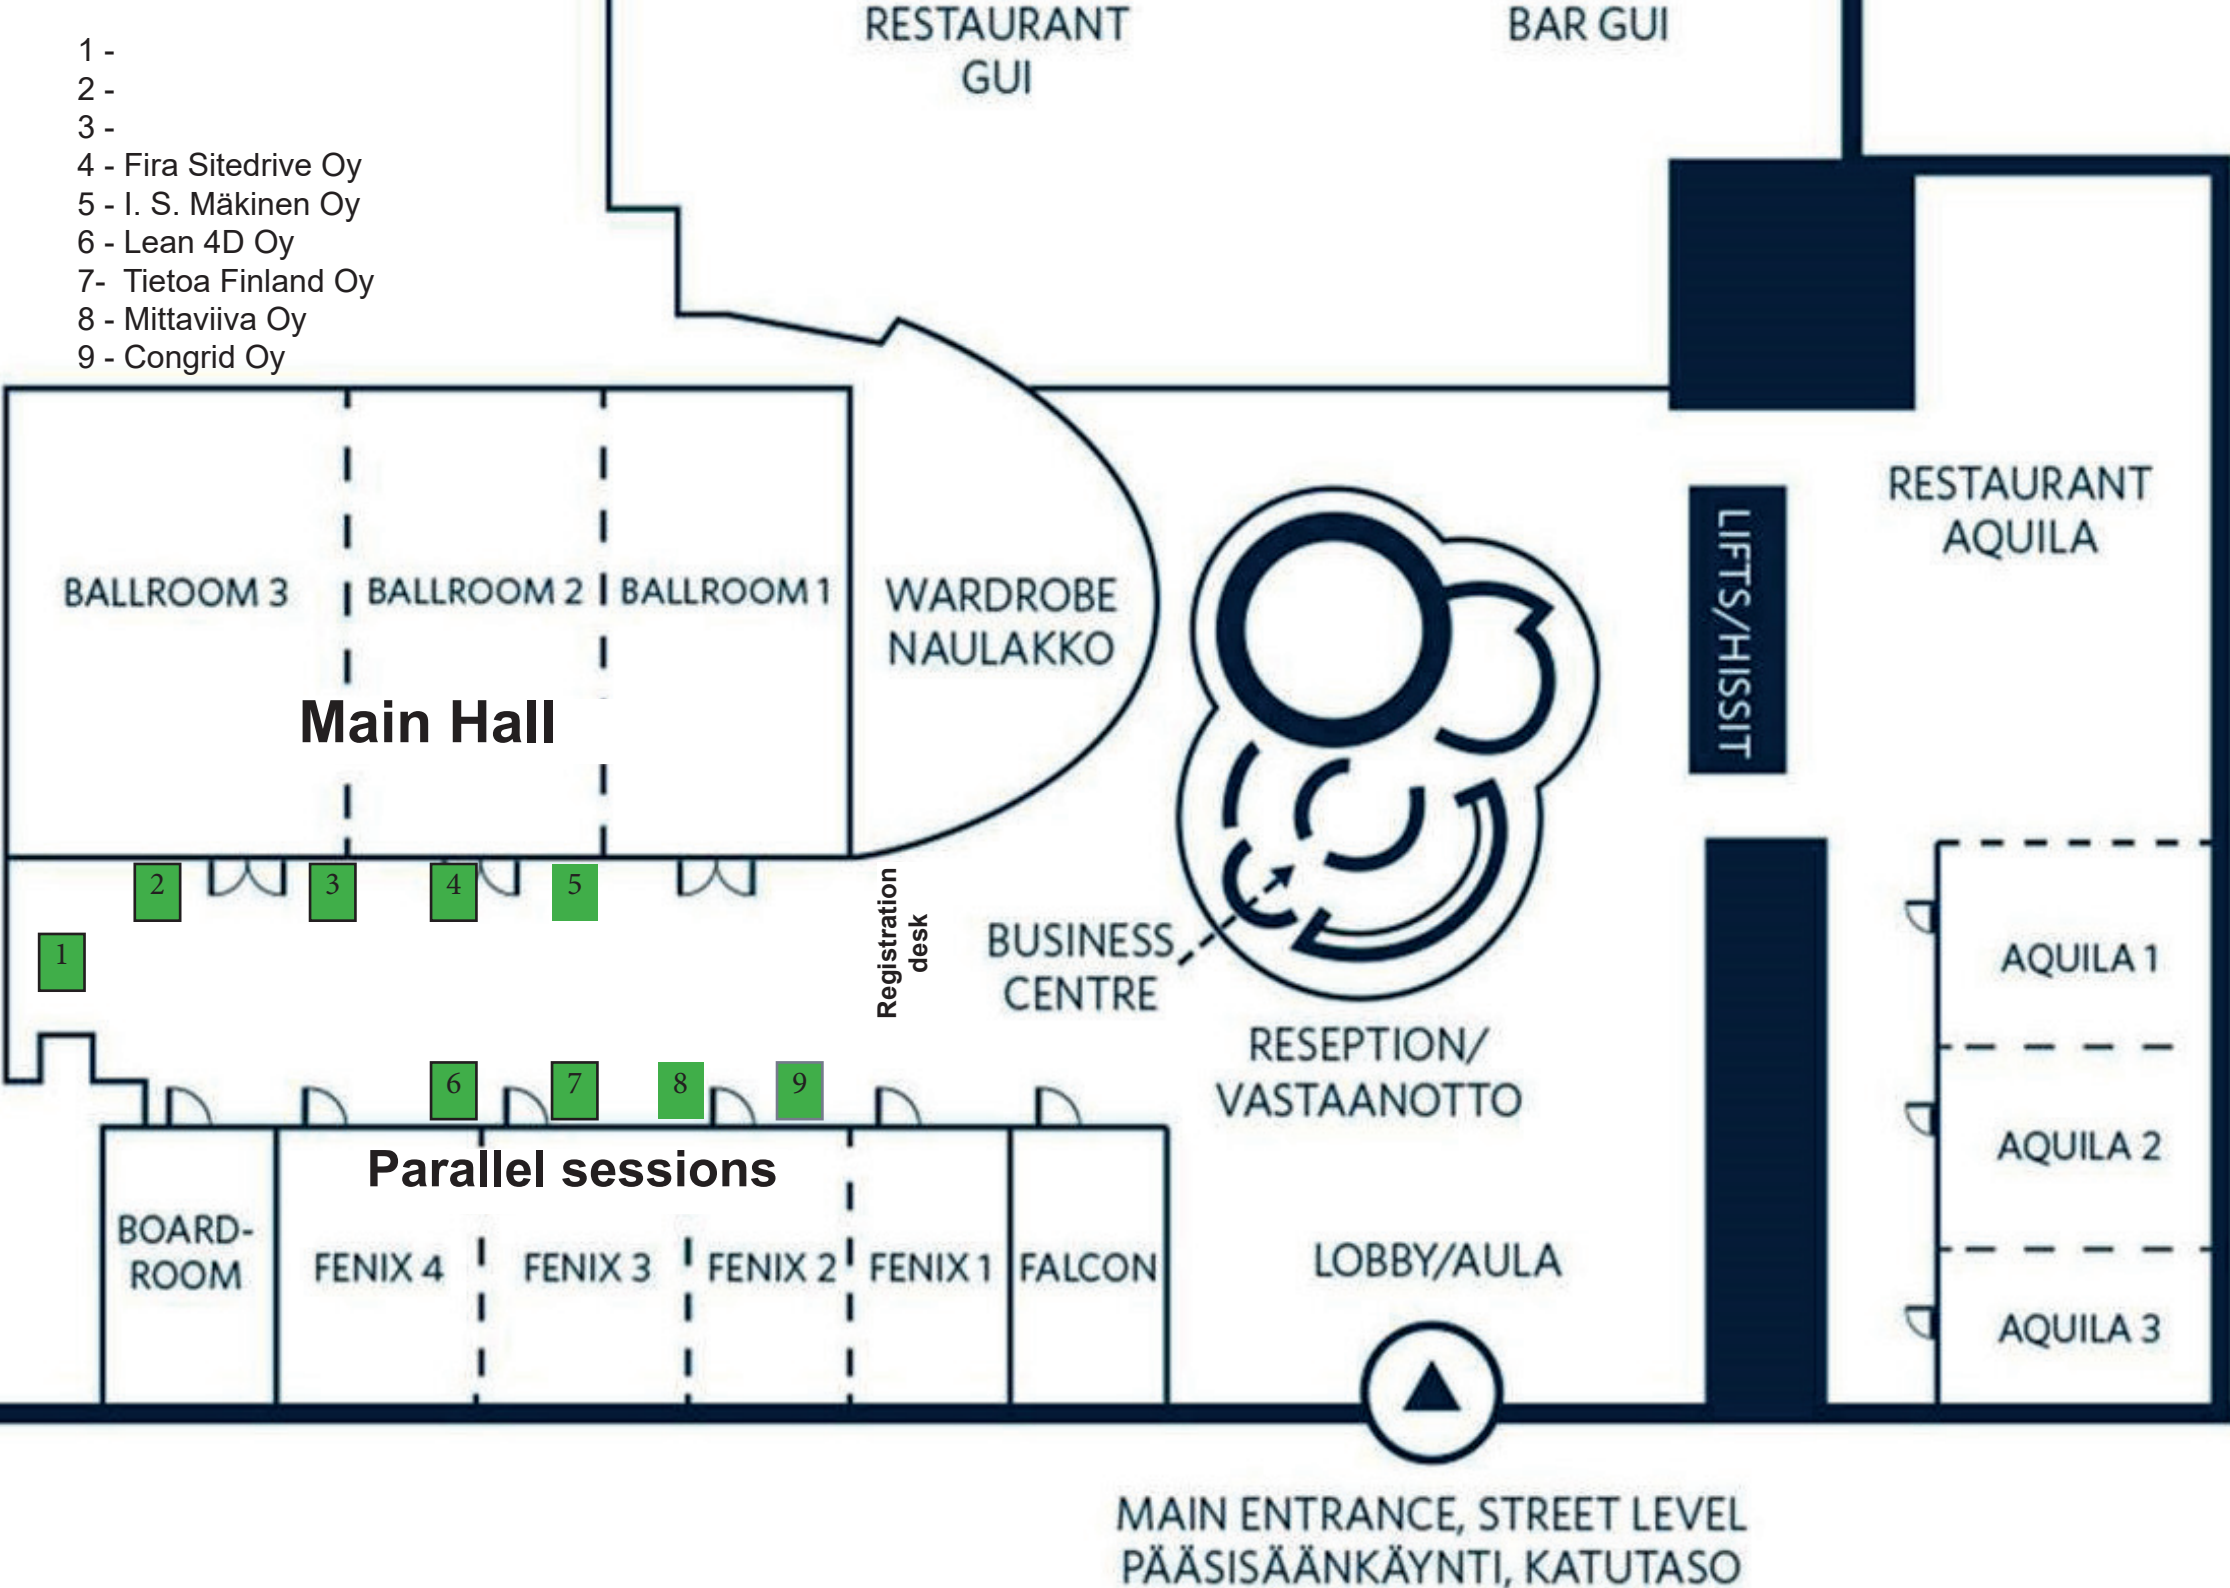 RESTAURANT
GUI
BAR GUI
1 -
2 -
3 -
4 - Fira Sitedrive Oy
5 - I. S. Mäkinen Oy
6 - Lean 4D Oy
7-  Tietoa Finland Oy
8 - Mittaviiva Oy
9 - Congrid Oy
RESTAURANT
AQUILA
LIFTS/HISSIT
BALLROOM 3
BALLROOM 2
BALLROOM 1
WARDROBE
NAULAKKO
Main Hall
2
3
4
5
1
Registration
desk
BUSINESS
CENTRE
AQUILA 1
RESEPTION/
VASTAANOTTO
6
7
8
9
AQUILA 2
Parallel sessions
BOARD-
ROOM
FENIX 4
FENIX 3
FENIX 2
FENIX 1
FALCON
LOBBY/AULA
AQUILA 3
MAIN ENTRANCE, STREET LEVEL
PÄÄSISÄÄNKÄYNTI, KATUTASO